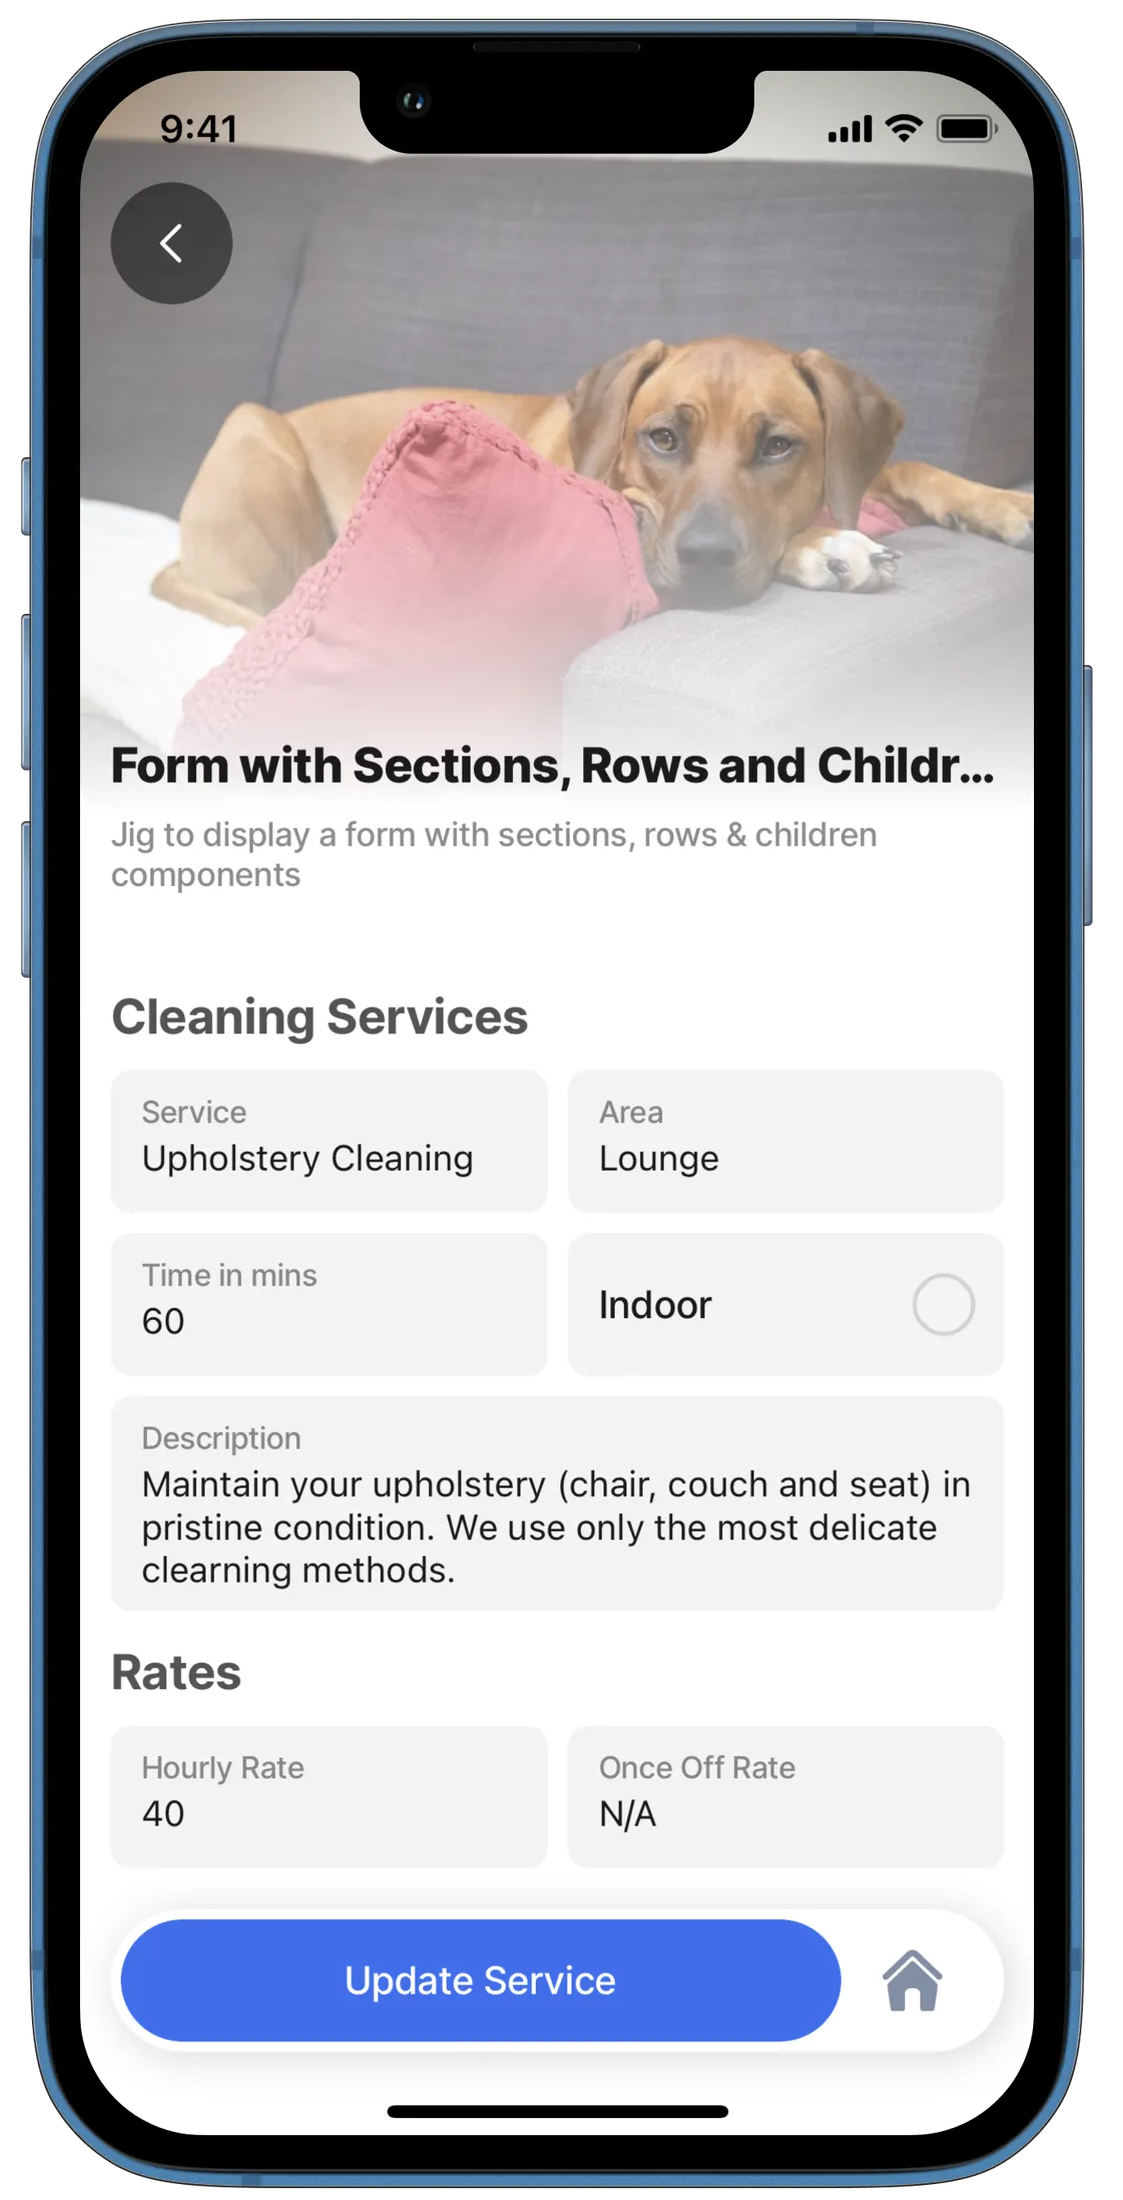 9:41
Form with Sections, Rows and Childr...
Jig to display a form with sections, rows & children
components
Cleaning Services
Service
Upholstery Cleaning
Area
Lounge
Time in mins
60
Indoor
Description
Maintain your upholstery (chair, couch and seat) in
pristine condition. We use only the most delicate
clearning methods.
Rates
Hourly Rate
40
Once Off Rate
N/A
Update Service